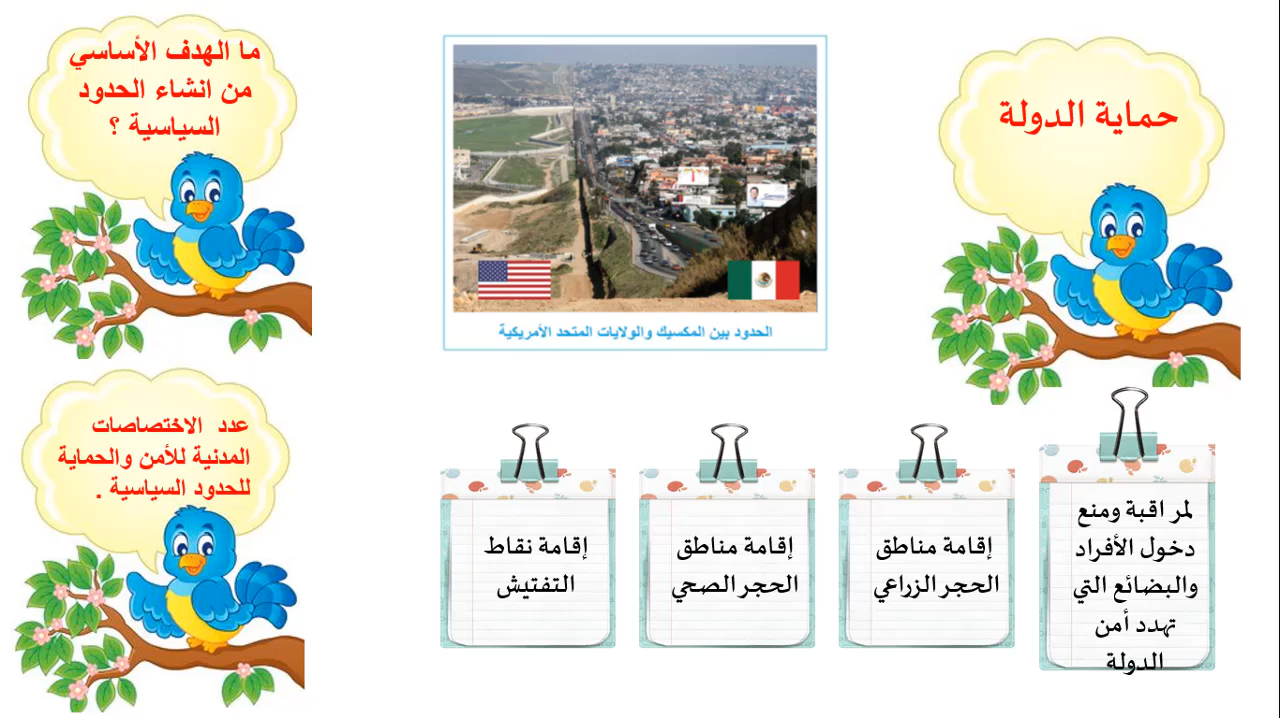 ما الهدف الأساسي
من انشاء الحدود
السياسية ؟
حماية الدولة
الحدود بين المكسيك والولايات المتحد الأمريكية
عدد الاختصاصات
المدنية للأمن والحماية
للحدود السياسية .
لمراقبة ومنع
دخول الأفراد
والبضائع التي
تهدد أمن
الدولة
إقامة مناطق
الحجر الزراعي
إقامة مناطق
الحجر الصحي
إقامة نقاط
التفتيش